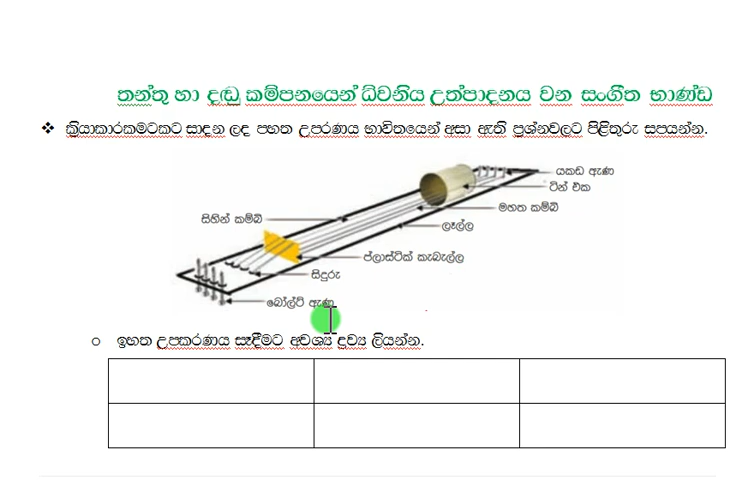 තන්තු හා දඬු කම්පනයෙන් ධ්වනිය උත්පාදනය වන සංගීත භාණ්ඩ
❖ ක්‍රියාකාරකමටකට සාදන ලද පහත උපරණය භාවිතයෙන් අසා ඇති ප්‍රශ්නවලට පිළිතුරු සපයන්න.
යකඩ ඇණ
ටින් එක
මහත කම්බි
සිහින් කම්බි
ලෑල්ල
ප්ලාස්ටික් කැබැල්ල
සිදුරු
බෝල්ට් ඇණ
o ඉහත උපකරණය සෑදීමට අවශ්‍ය ද්‍රව්‍ය ලියන්න.